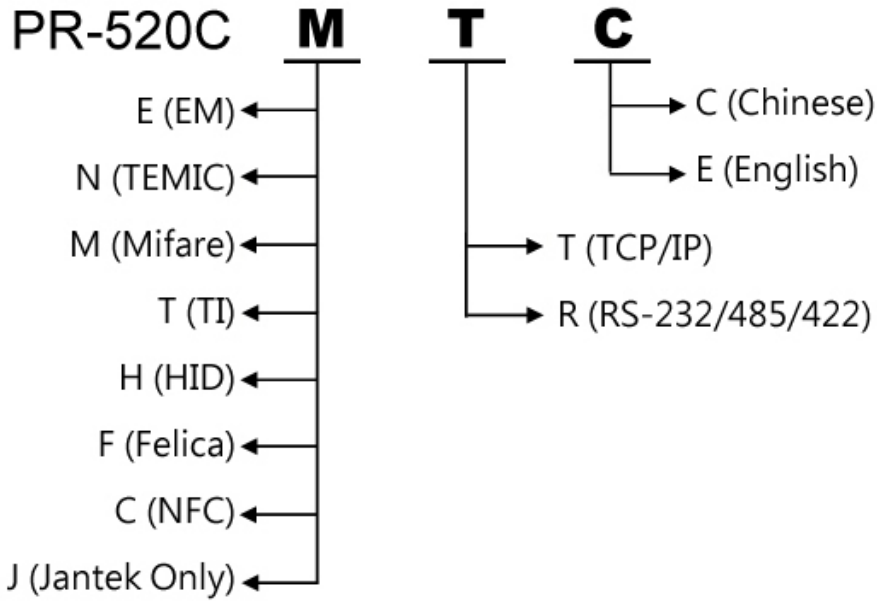 PR-520C M T C
E (EM)
N (TEMIC)
M (Mifare)
T (TI)
H (HID)
F (Felica)
C (NFC)
J (Jantek Only)
T (TCP/IP)
R (RS-232/485/422)
C (Chinese)
E (English)